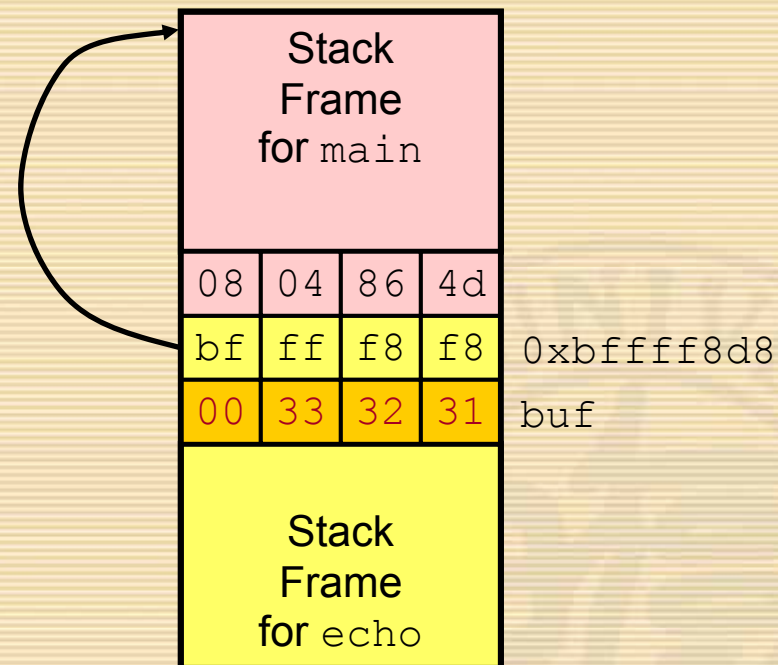 Stack
Frame
for main
08 04 86 4d
bf ff f8 f8 0xbffff8d8
00 33 32 31 buf
Stack
Frame
for echo